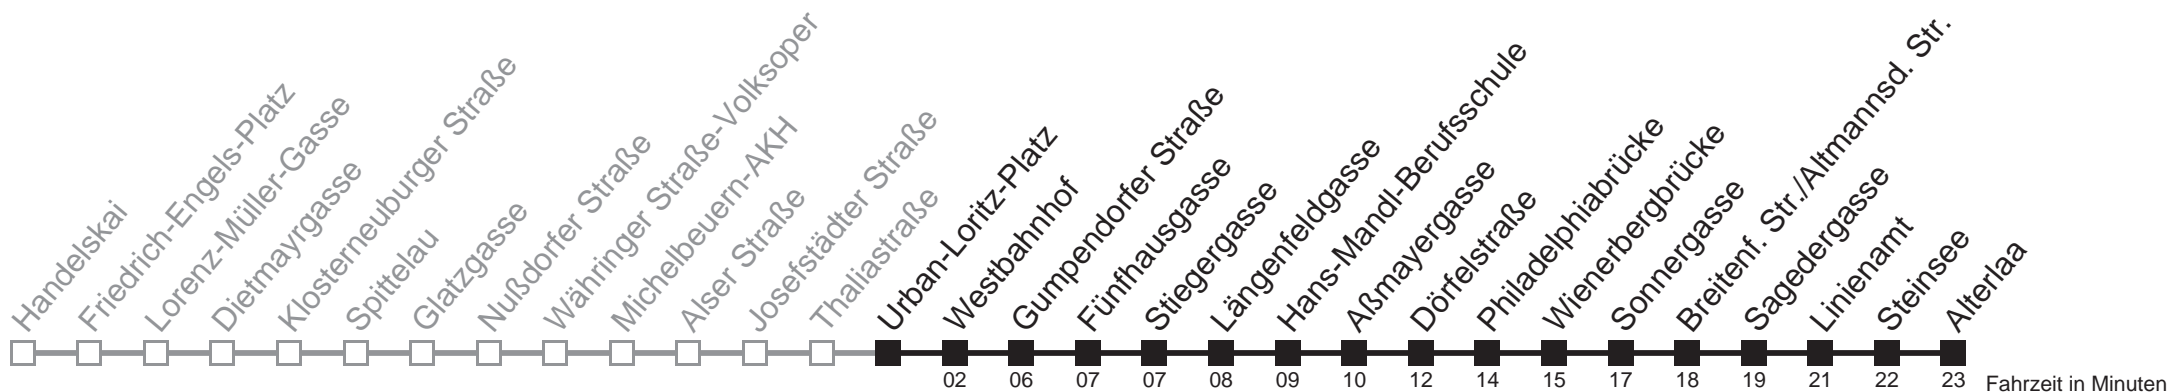 Handelskai
Friedrich-Engels-Platz
Lorenz-Müller-Gasse
Dietmayrgasse
Klosterneuburger Straße
Spittelau
Glatzgasse
Nußdorfer Straße
Währinger Straße-Volksoper
Michelbeuern-AKH
Alser Straße
Josefstädter Straße
Thaliastraße
Urban-Loritz-Platz
Westbahnhof
Gumpendorfer Straße
Fünfhausgasse
Stiegergasse
Längenfeldgasse
Hans-Mandl-Berufsschule
Aßmayergasse
Dörfelstraße
Philadelphiabrücke
Wienerbergbrücke
Sonnergasse
Breitenf. Str./Altmannsd. Str.
Sagedergasse
Linienamt
Steinsee
Alterlaa
02 06 07 07 08 09 10 12 14 15 17 18 19 21 22 23 Fahrzeit in Minuten